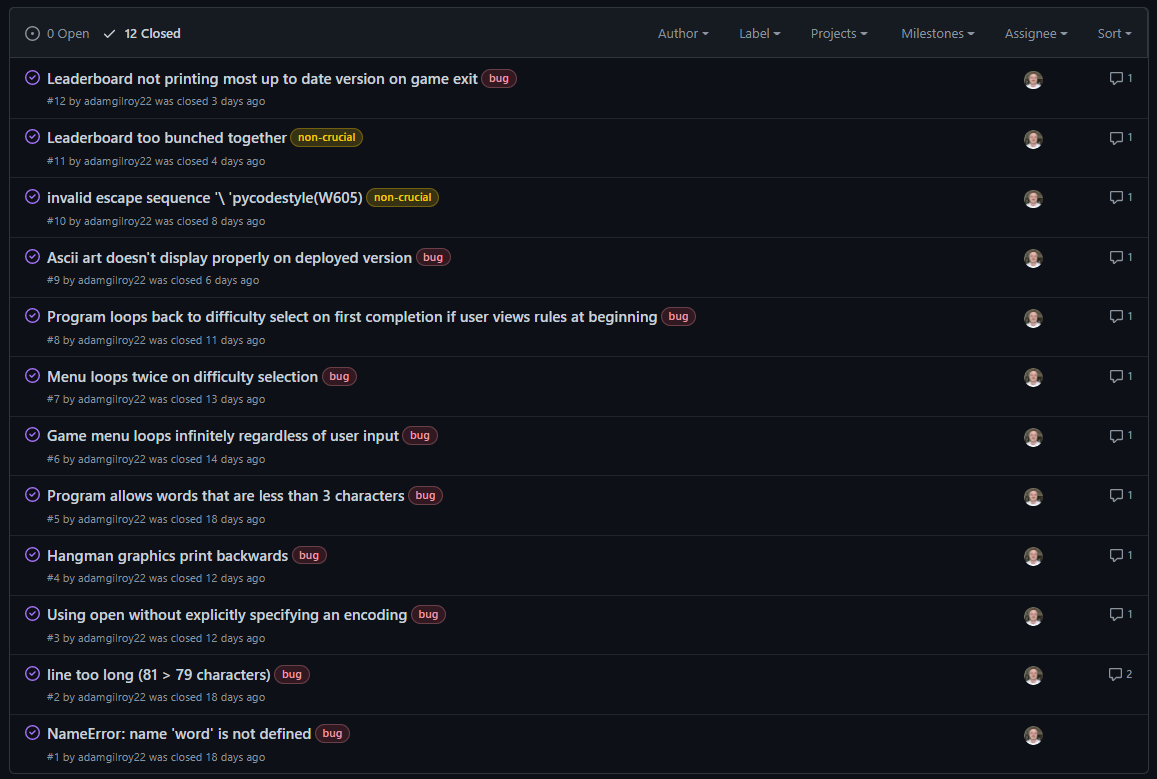 0 Open 12 Closed Author Label Projects Milestones Assignee Sort
Leaderboard not printing most up to date version on game exit bug 1
#12 by adamgilroy22 was closed 3 days ago
Leaderboard too bunched together non-crucial 1
#11 by adamgilroy22 was closed 4 days ago
invalid escape sequence '\ 'pycodestyle(W605) non-crucial 1
#10 by adamgilroy22 was closed 8 days ago
Ascii art doesn't display properly on deployed version bug 1
#9 by adamgilroy22 was closed 6 days ago
Program loops back to difficulty select on first completion if user views rules at beginning bug 1
#8 by adamgilroy22 was closed 11 days ago
Menu loops twice on difficulty selection bug 1
#7 by adamgilroy22 was closed 13 days ago
Game menu loops infinitely regardless of user input bug 1
#6 by adamgilroy22 was closed 14 days ago
Program allows words that are less than 3 characters bug 1
#5 by adamgilroy22 was closed 18 days ago
Hangman graphics print backwards bug 1
#4 by adamgilroy22 was closed 12 days ago
Using open without explicitly specifying an encoding bug 1
#3 by adamgilroy22 was closed 12 days ago
line too long (81 > 79 characters) bug 2
#2 by adamgilroy22 was closed 18 days ago
NameError: name 'word' is not defined bug
#1 by adamgilroy22 was closed 18 days ago